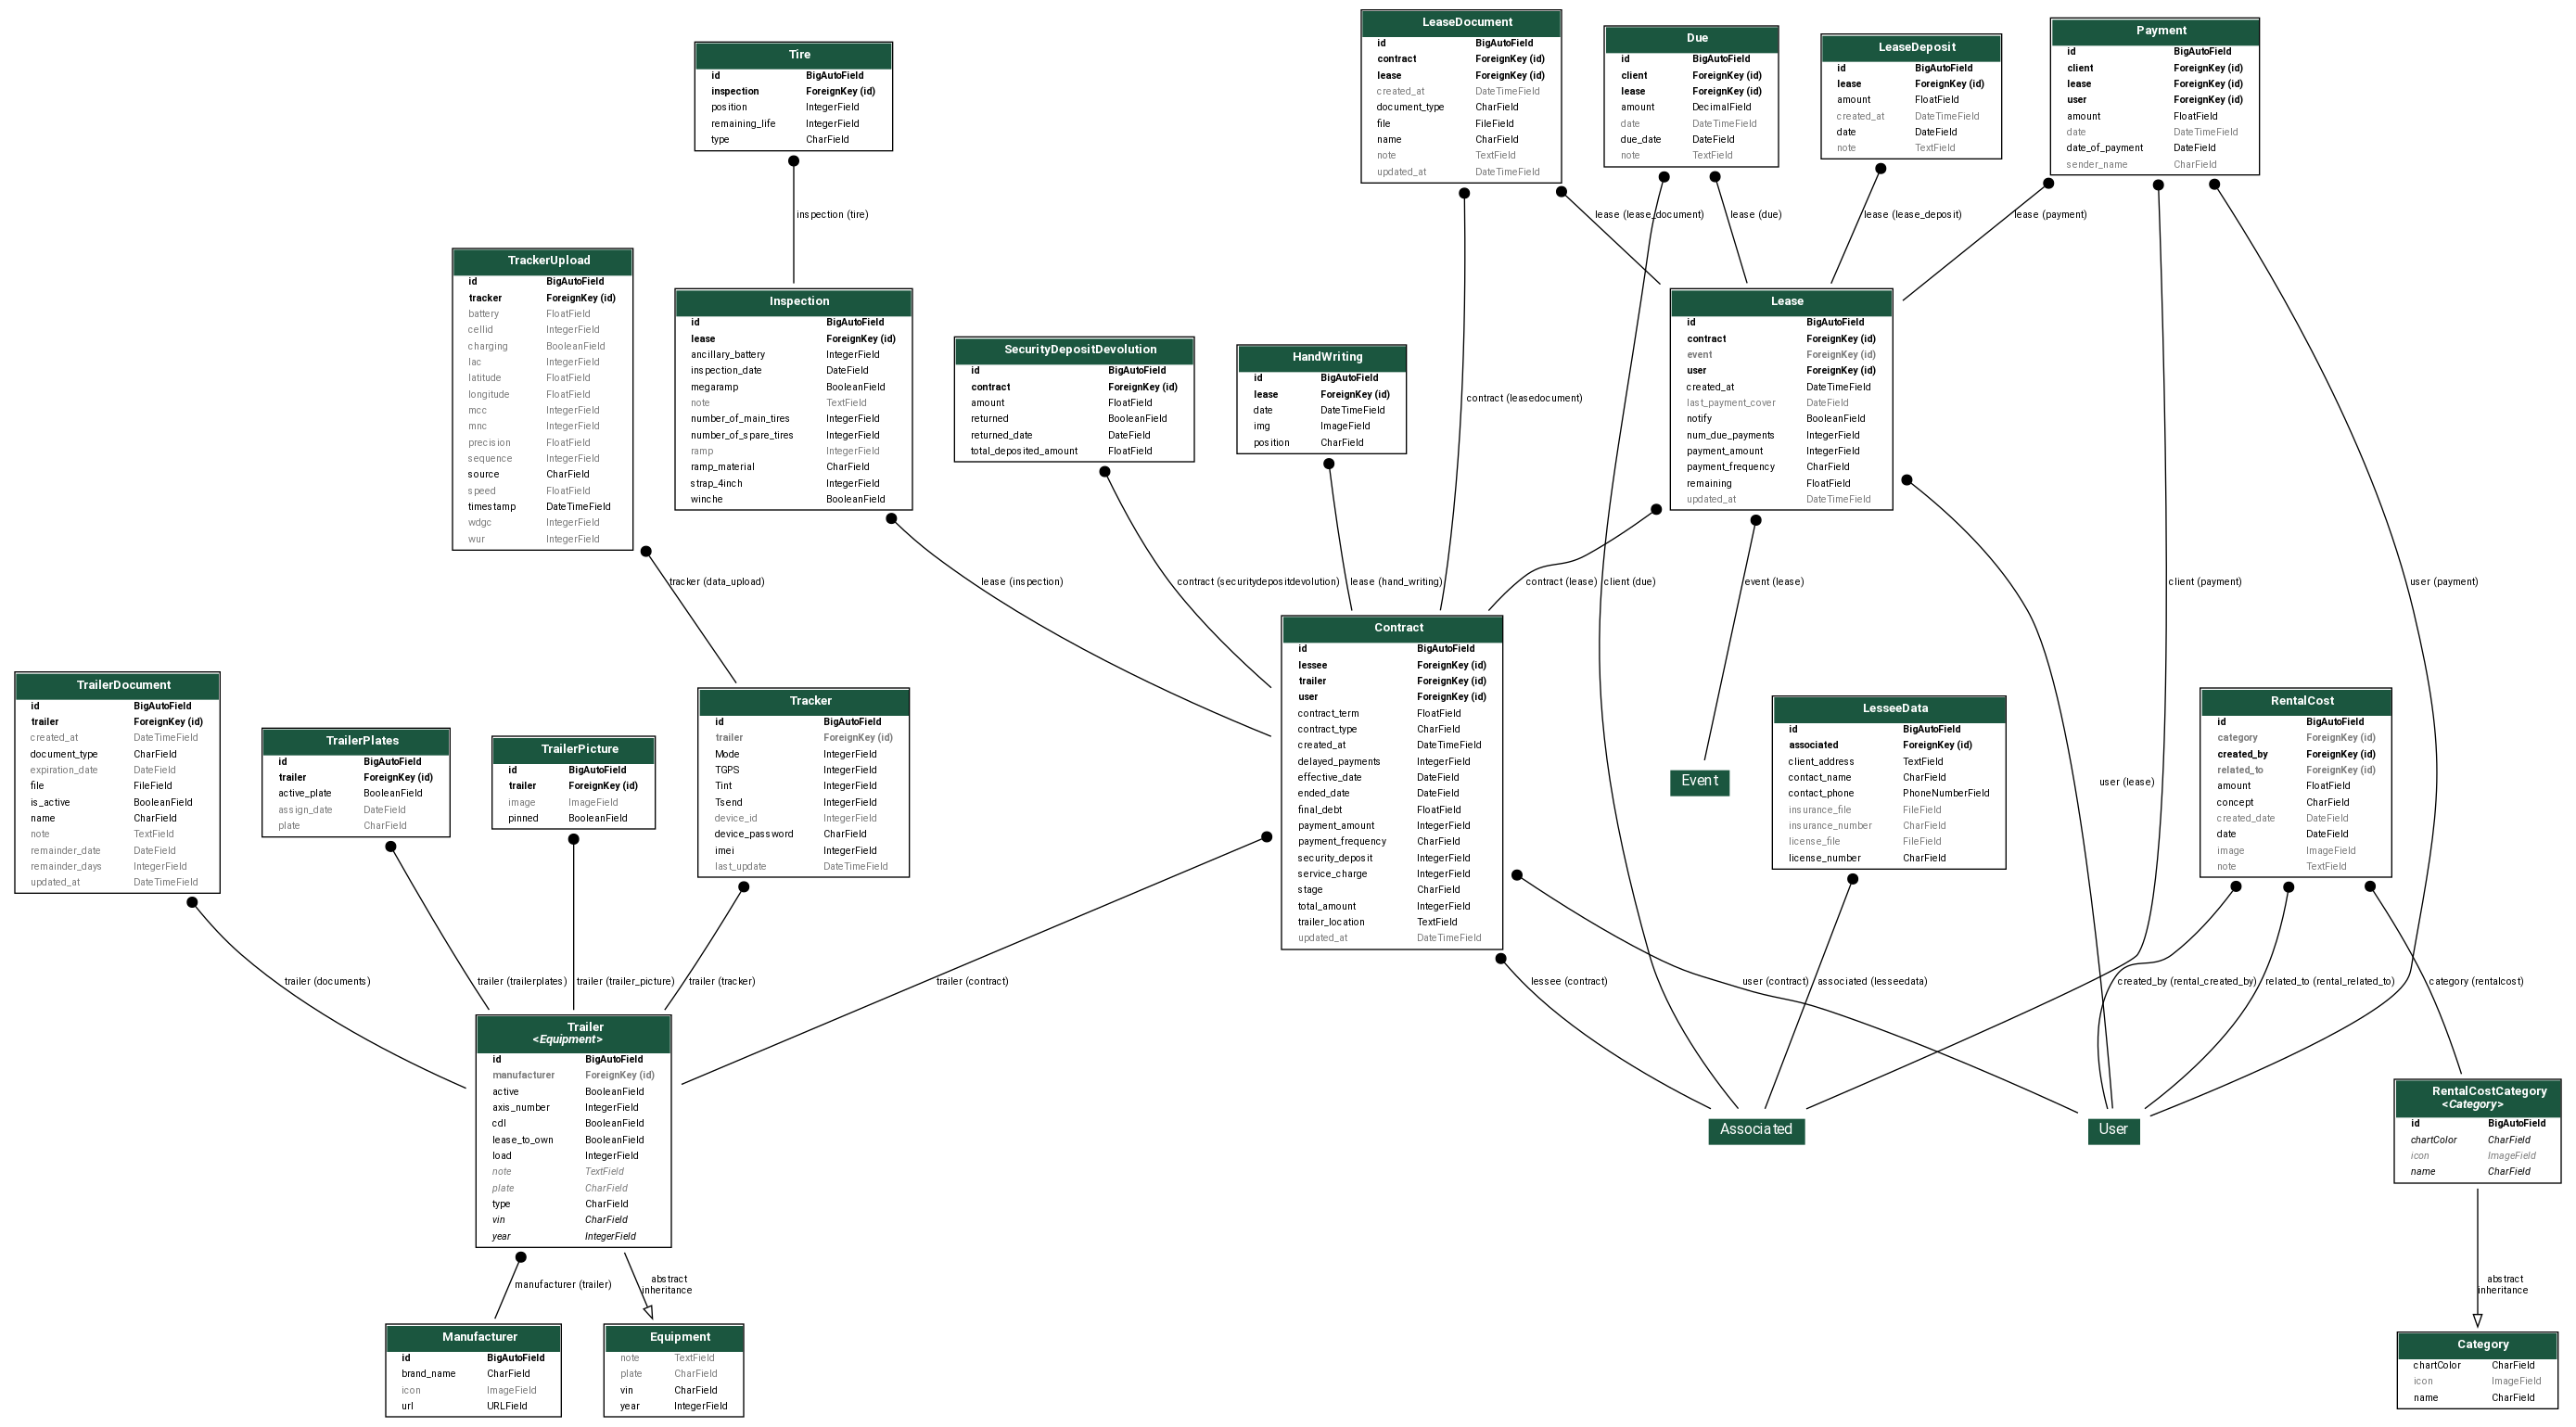 LeaseDocument
id BigAutoField
contract ForeignKey (id)
lease ForeignKey (id)
created_at DateTimeField
document_type CharField
file FileField
name CharField
note TextField
updated_at DateTimeField
Due
id BigAutoField
client ForeignKey (id)
lease ForeignKey (id)
amount DecimalField
date DateTimeField
due_date DateField
note TextField
LeaseDeposit
id BigAutoField
lease ForeignKey (id)
amount FloatField
created_at DateTimeField
date DateField
note TextField
Payment
id BigAutoField
client ForeignKey (id)
lease ForeignKey (id)
user ForeignKey (id)
amount FloatField
date DateTimeField
date_of_payment DateField
sender_name CharField
Tire
id BigAutoField
inspection ForeignKey (id)
position IntegerField
remaining_life IntegerField
type CharField
inspection (tire)
lease (lease_document)
lease (due)
lease (lease_deposit)
lease (payment)
TrackerUpload
id BigAutoField
tracker ForeignKey (id)
battery FloatField
cellid IntegerField
charging BooleanField
lac IntegerField
latitude FloatField
longitude FloatField
mcc IntegerField
mnc IntegerField
precision FloatField
sequence IntegerField
source CharField
speed FloatField
timestamp DateTimeField
wdgc IntegerField
wur IntegerField
Inspection
id BigAutoField
lease ForeignKey (id)
ancillary_battery IntegerField
inspection_date DateField
megaramp BooleanField
note TextField
number_of_main_tires IntegerField
number_of_spare_tires IntegerField
ramp IntegerField
ramp_material CharField
strap_4inch IntegerField
winche BooleanField
SecurityDepositDevolution
id BigAutoField
contract ForeignKey (id)
amount FloatField
returned BooleanField
returned_date DateField
total_deposited_amount FloatField
HandWriting
id BigAutoField
lease ForeignKey (id)
date DateTimeField
img ImageField
position CharField
contract (leasedocument)
Lease
id BigAutoField
contract ForeignKey (id)
event ForeignKey (id)
user ForeignKey (id)
created_at DateTimeField
last_payment_cover DateField
notify BooleanField
num_due_payments IntegerField
payment_amount IntegerField
payment_frequency CharField
remaining FloatField
updated_at DateTimeField
tracker (data_upload)
lease (inspection)
contract (securitydepositdevolution)
lease (hand_writing)
contract (lease)
client (due)
event (lease)
client (payment)
user (payment)
TrailerDocument
id BigAutoField
trailer ForeignKey (id)
created_at DateTimeField
document_type CharField
expiration_date DateField
file FileField
is_active BooleanField
name CharField
note TextField
remainder_date DateField
remainder_days IntegerField
updated_at DateTimeField
TrailerPlates
id BigAutoField
trailer ForeignKey (id)
active_plate BooleanField
assign_date DateField
plate CharField
TrailerPicture
id BigAutoField
trailer ForeignKey (id)
image ImageField
pinned BooleanField
Tracker
id BigAutoField
trailer ForeignKey (id)
Mode IntegerField
TGPS IntegerField
Tint IntegerField
Tsend IntegerField
device_id IntegerField
device_password CharField
imei IntegerField
last_update DateTimeField
Contract
id BigAutoField
lessee ForeignKey (id)
trailer ForeignKey (id)
user ForeignKey (id)
contract_term FloatField
contract_type CharField
created_at DateTimeField
delayed_payments IntegerField
effective_date DateField
ended_date DateField
final_debt FloatField
payment_amount IntegerField
payment_frequency CharField
security_deposit IntegerField
service_charge IntegerField
stage CharField
total_amount IntegerField
trailer_location TextField
updated_at DateTimeField
Event
LesseeData
id BigAutoField
associated ForeignKey (id)
client_address TextField
contact_name CharField
contact_phone PhoneNumberField
insurance_file FileField
insurance_number CharField
license_file FileField
license_number CharField
user (lease)
RentalCost
id BigAutoField
category ForeignKey (id)
created_by ForeignKey (id)
related_to ForeignKey (id)
amount FloatField
concept CharField
created_date DateField
date DateField
image ImageField
note TextField
trailer (documents)
trailer (trailerplates)
trailer (trailer_picture)
trailer (tracker)
trailer (contract)
lessee (contract)
user (contract)
associated (lesseedata)
created_by (rental_created_by)
related_to (rental_related_to)
category (rentalcost)
Trailer
<Equipment>
id BigAutoField
manufacturer ForeignKey (id)
active BooleanField
axis_number IntegerField
cdl BooleanField
lease_to_own BooleanField
load IntegerField
note TextField
plate CharField
type CharField
vin CharField
year IntegerField
Associated
User
RentalCostCategory
<Category>
id BigAutoField
chartColor CharField
icon ImageField
name CharField
manufacturer (trailer)
abstract
inheritance
abstract
inheritance
Manufacturer
id BigAutoField
brand_name CharField
icon ImageField
url URLField
Equipment
note TextField
plate CharField
vin CharField
year IntegerField
Category
chartColor CharField
icon ImageField
name CharField